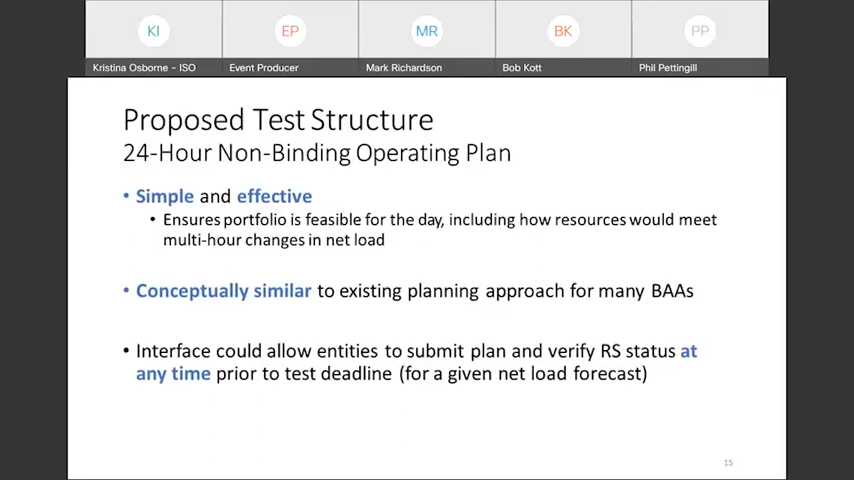 KI
EP
MR
BK
PP
Kristina Osborne - ISO
Event Producer
Mark Richardson
Bob Kott
Phil Pettingill
Proposed Test Structure
24-Hour Non-Binding Operating Plan
• Simple and effective
• Ensures portfolio is feasible for the day, including how resources would meet
multi-hour changes in net load
• Conceptually similar to existing planning approach for many BAAs
• Interface could allow entities to submit plan and verify RS status at
any time prior to test deadline (for a given net load forecast)
15